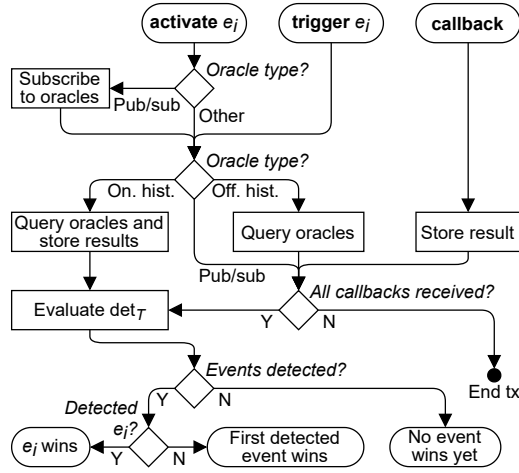 activate e_i
trigger e_i
callback
Oracle type?
Subscribe
to oracles
Pub/sub
Other
Oracle type?
On. hist.
Off. hist.
Query oracles and
store results
Query oracles
Store result
Pub/sub
All callbacks received?
Evaluate det_T
Y
N
Events detected?
End tx
Y
N
Detected
e_i?
Y
N
e_i wins
First detected
event wins
No event
wins yet